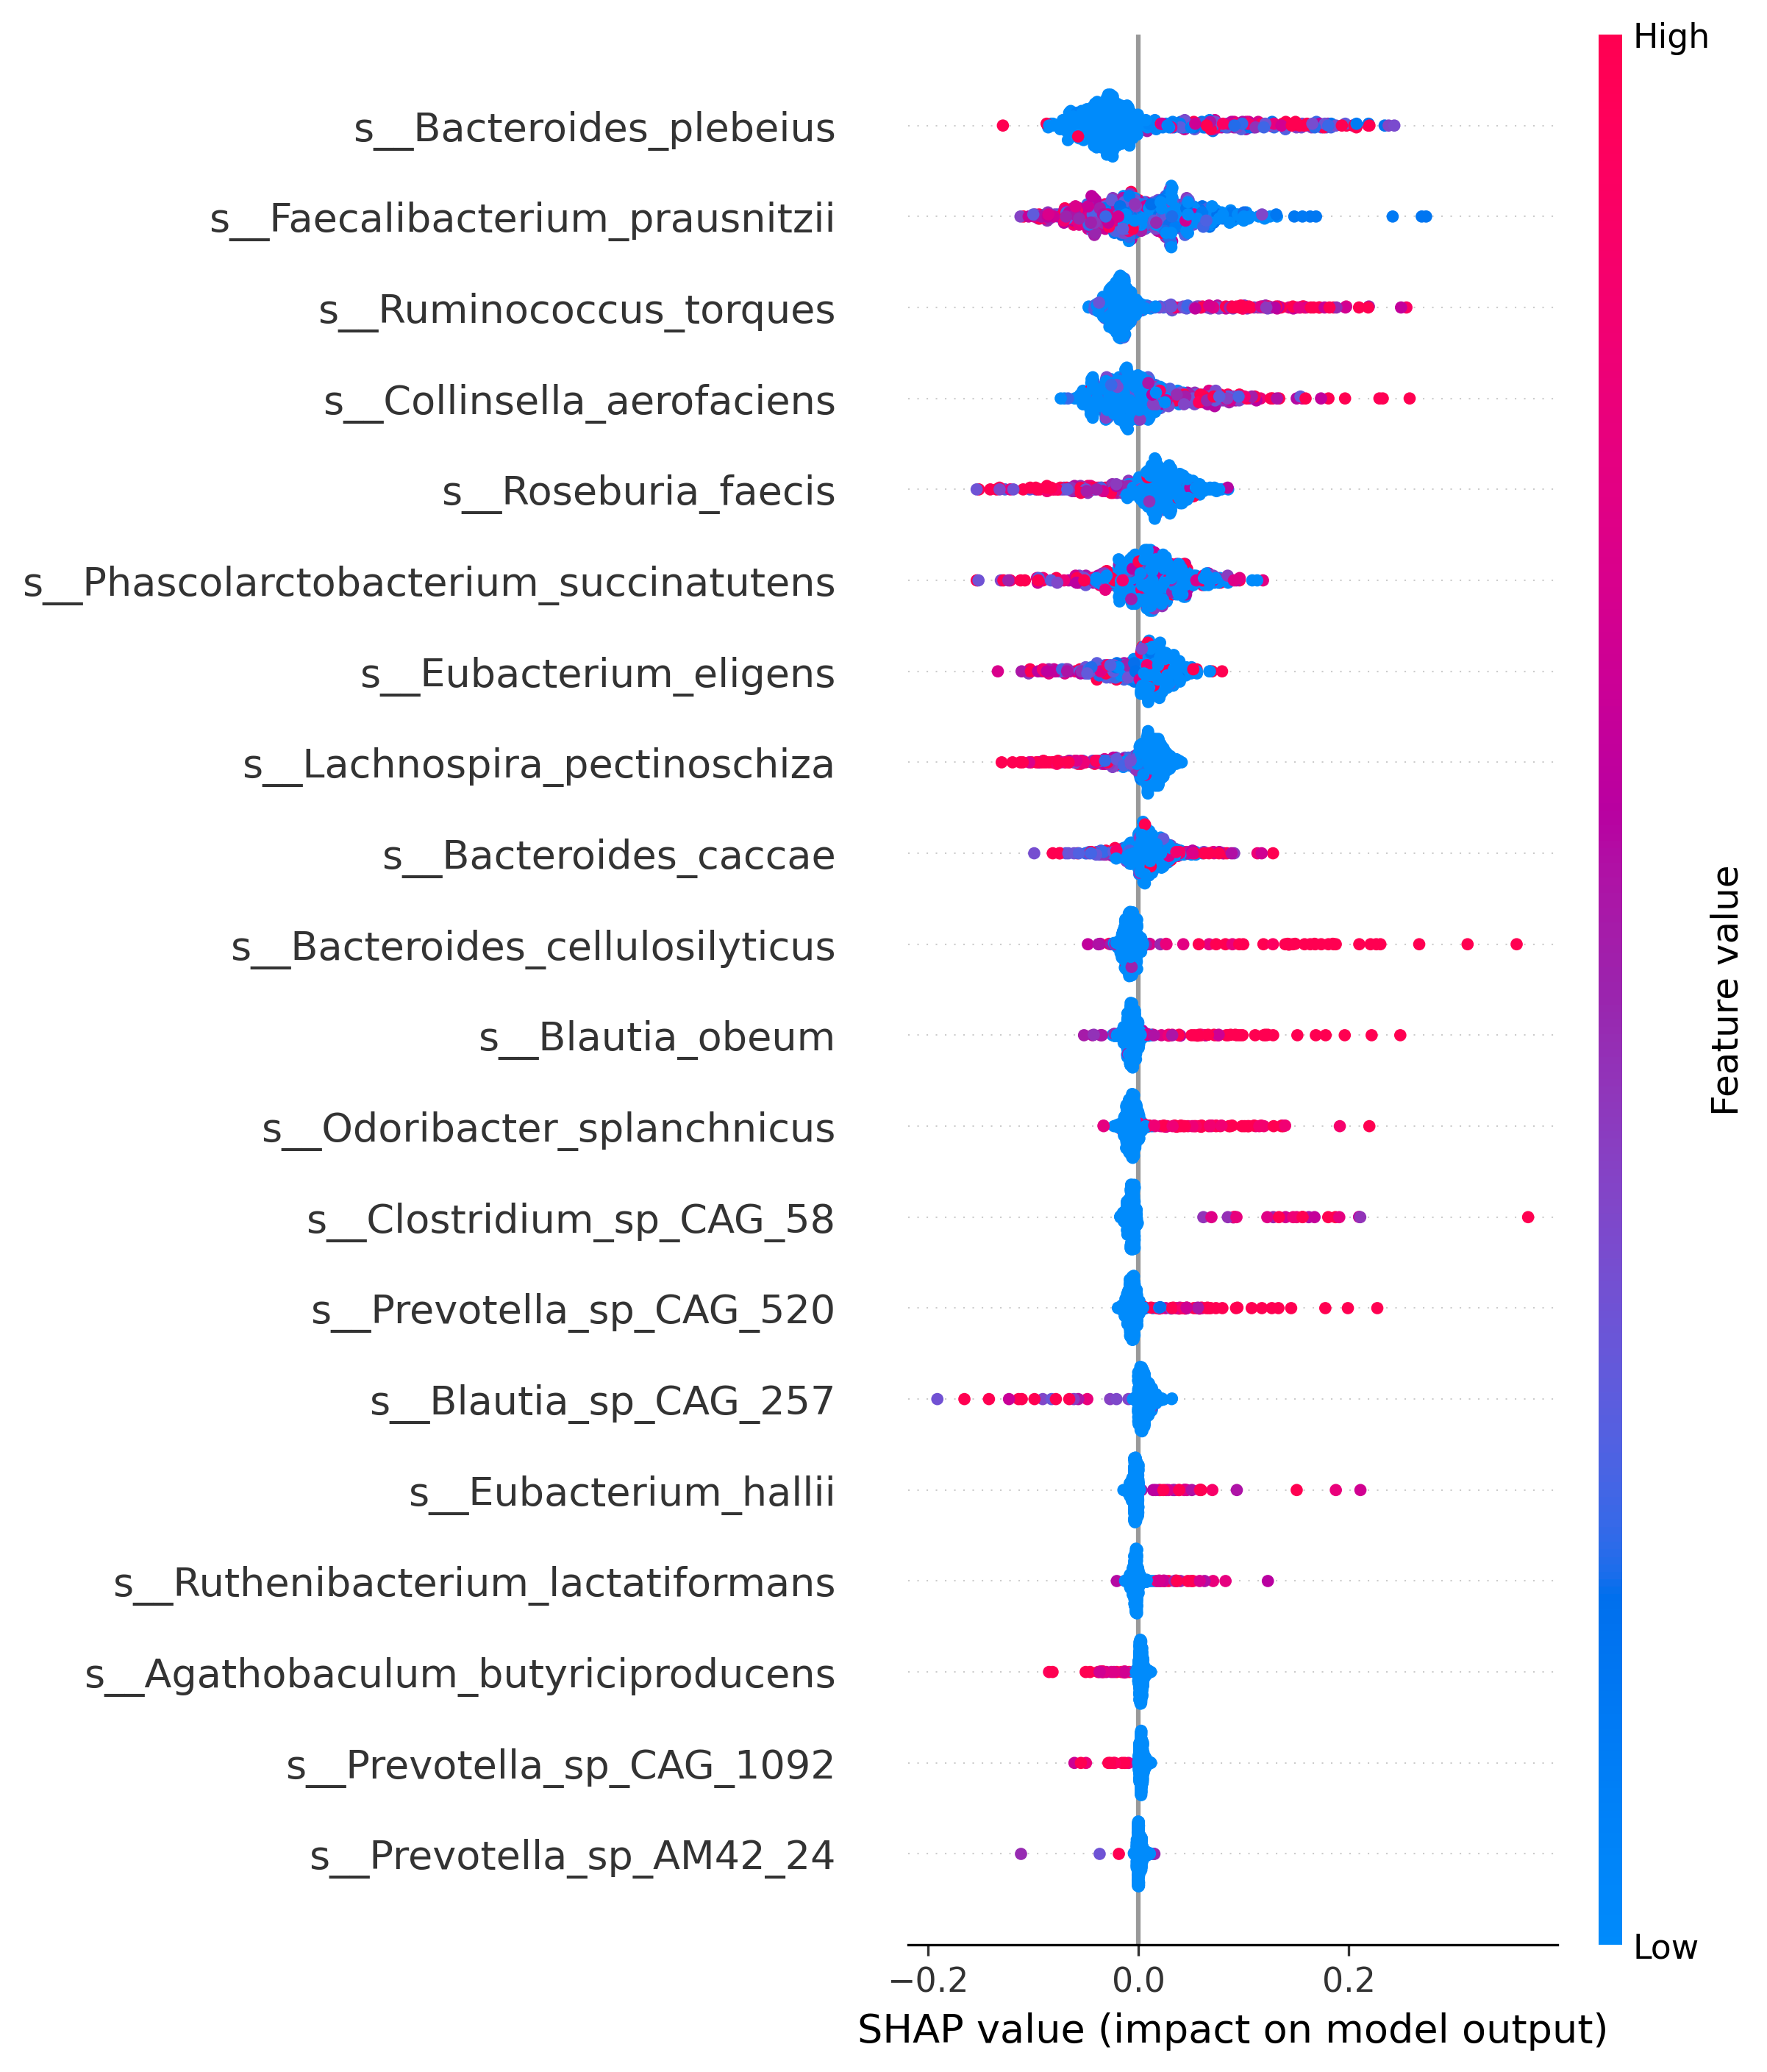 High
s__Bacteroides_plebeius
s__Faecalibacterium_prausnitzii
s__Ruminococcus_torques
s__Collinsella_aerofaciens
s__Roseburia_faecis
s__Phascolarctobacterium_succinatutens
s__Eubacterium_eligens
s__Lachnospira_pectinoschiza
s__Bacteroides_caccae
s__Bacteroides_cellulosilyticus
s__Blautia_obeum
s__Odoribacter_splanchnicus
s__Clostridium_sp_CAG_58
s__Prevotella_sp_CAG_520
s__Blautia_sp_CAG_257
s__Eubacterium_hallii
s__Ruthenibacterium_lactatiformans
s__Agathobaculum_butyriciproducens
s__Prevotella_sp_CAG_1092
s__Prevotella_sp_AM42_24
Feature value
Low
−0.2 0.0 0.2
SHAP value (impact on model output)